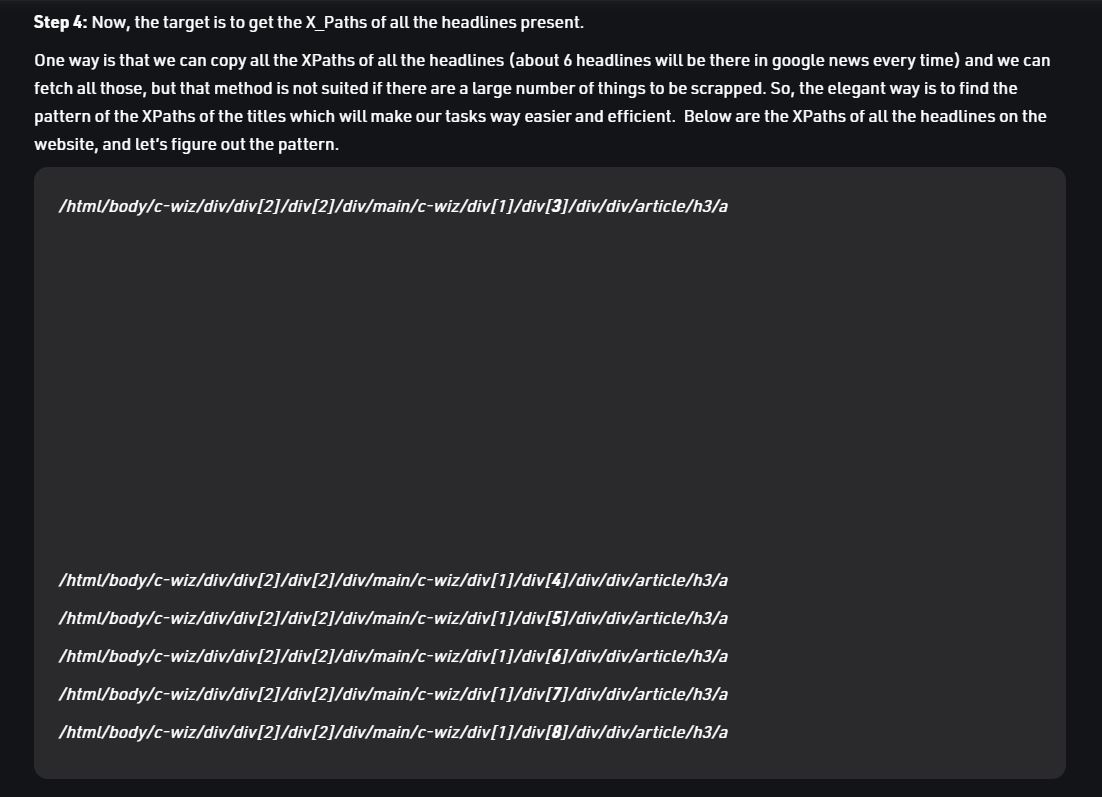 Step 4: Now, the target is to get the X_Paths of all the headlines present.
One way is that we can copy all the XPaths of all the headlines (about 6 headlines will be there in google news every time) and we can
fetch all those, but that method is not suited if there are a large number of things to be scrapped. So, the elegant way is to find the
pattern of the XPaths of the titles which will make our tasks way easier and efficient.  Below are the XPaths of all the headlines on the
website, and let's figure out the pattern.
/html/body/c-wiz/div/div[2]/div[2]/div/main/c-wiz/div[1]/div[3]/div/div/article/h3/a
/html/body/c-wiz/div/div[2]/div[2]/div/main/c-wiz/div[1]/div[4]/div/div/article/h3/a
/html/body/c-wiz/div/div[2]/div[2]/div/main/c-wiz/div[1]/div[5]/div/div/article/h3/a
/html/body/c-wiz/div/div[2]/div[2]/div/main/c-wiz/div[1]/div[6]/div/div/article/h3/a
/html/body/c-wiz/div/div[2]/div[2]/div/main/c-wiz/div[1]/div[7]/div/div/article/h3/a
/html/body/c-wiz/div/div[2]/div[2]/div/main/c-wiz/div[1]/div[8]/div/div/article/h3/a